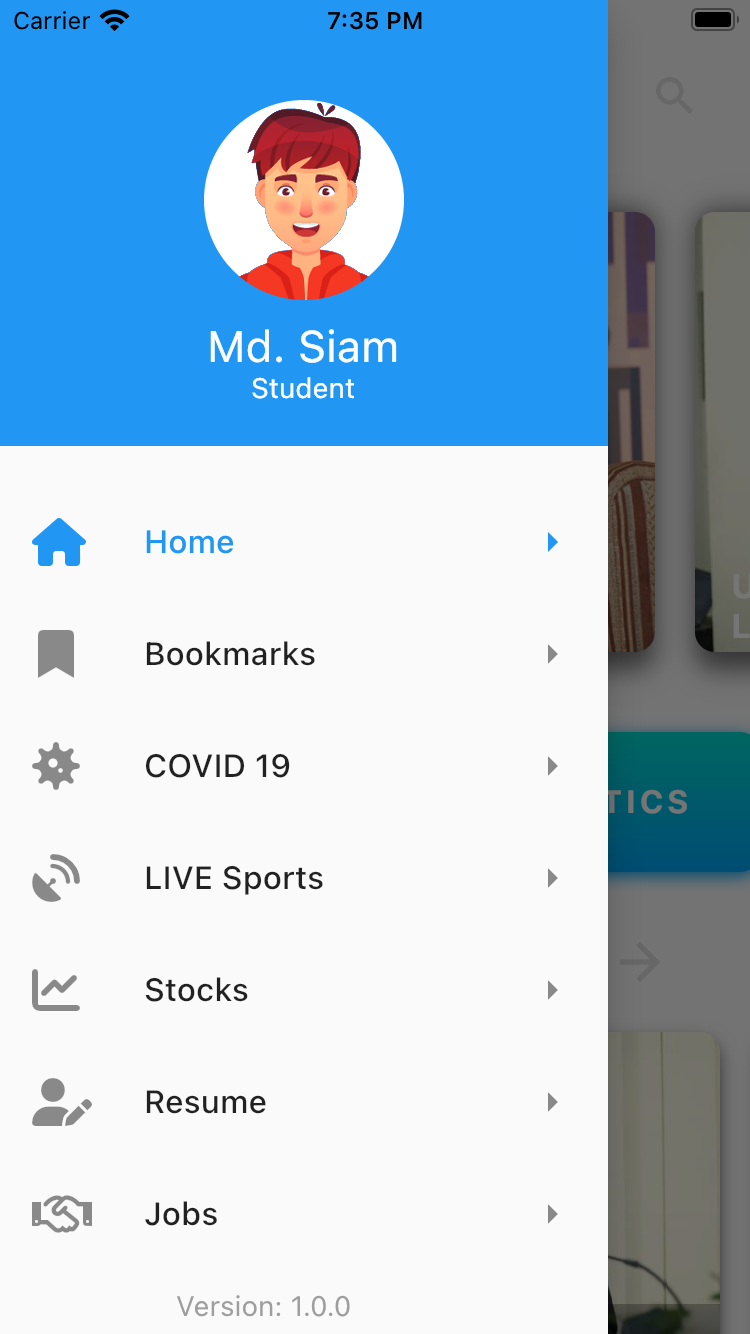 Carrier 7:35 PM
Md. Siam
Student
Home
Bookmarks
COVID 19
LIVE Sports
Stocks
Resume
Jobs
Version: 1.0.0
U
L
TICS